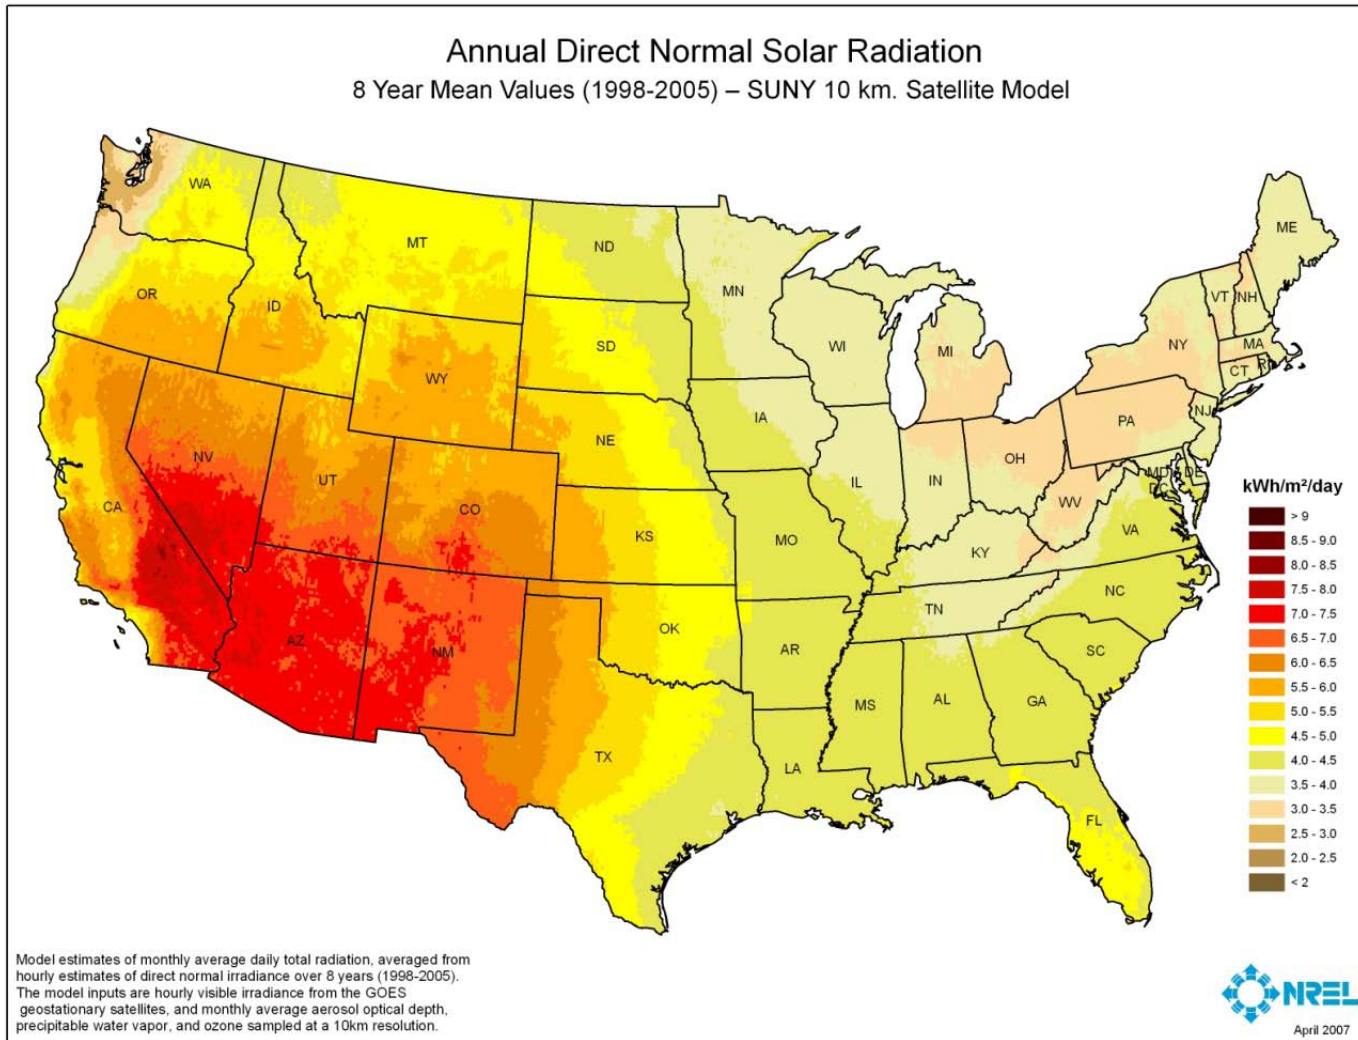 Annual Direct Normal Solar Radiation
8 Year Mean Values (1998-2005) – SUNY 10 km. Satellite Model
WA
MT
ND
MN
ME
OR
ID
SD
WI
MI
VT
NH
NY
MA
CT
RI
WY
IA
PA
NJ
NV
NE
IL
IN
OH
MD
DE
DC
UT
CO
WV
CA
KS
MO
KY
VA
TN
NC
AZ
NM
OK
AR
SC
MS
AL
GA
TX
LA
FL
kWh/m²/day
> 9
8.5 - 9.0
8.0 - 8.5
7.5 - 8.0
7.0 - 7.5
6.5 - 7.0
6.0 - 6.5
5.5 - 6.0
5.0 - 5.5
4.5 - 5.0
4.0 - 4.5
3.5 - 4.0
3.0 - 3.5
2.5 - 3.0
2.0 - 2.5
< 2
Model estimates of monthly average daily total radiation, averaged from
hourly estimates of direct normal irradiance over 8 years (1998-2005).
The model inputs are hourly visible irradiance from the GOES
geostationary satellites, and monthly average aerosol optical depth,
precipitable water vapor, and ozone sampled at a 10km resolution.
NREL
April 2007